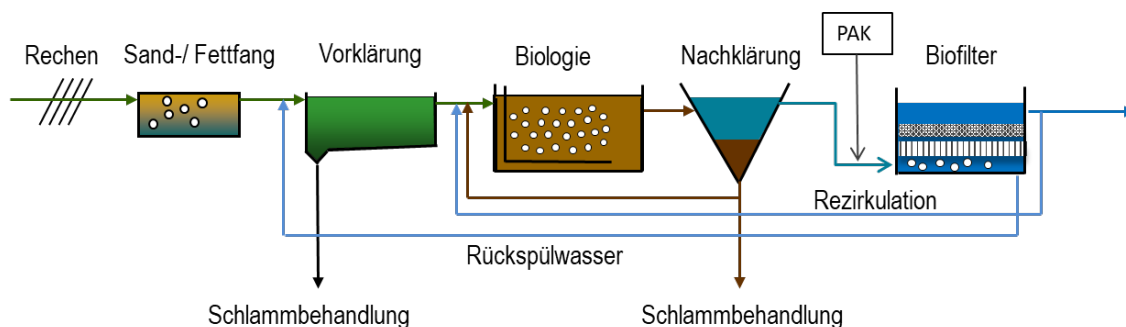 Rechen
Sand-/ Fettfang
Vorklärung
Biologie
Nachklärung
PAK
Biofilter
Rezirkulation
Rückspülwasser
Schlammbehandlung
Schlammbehandlung